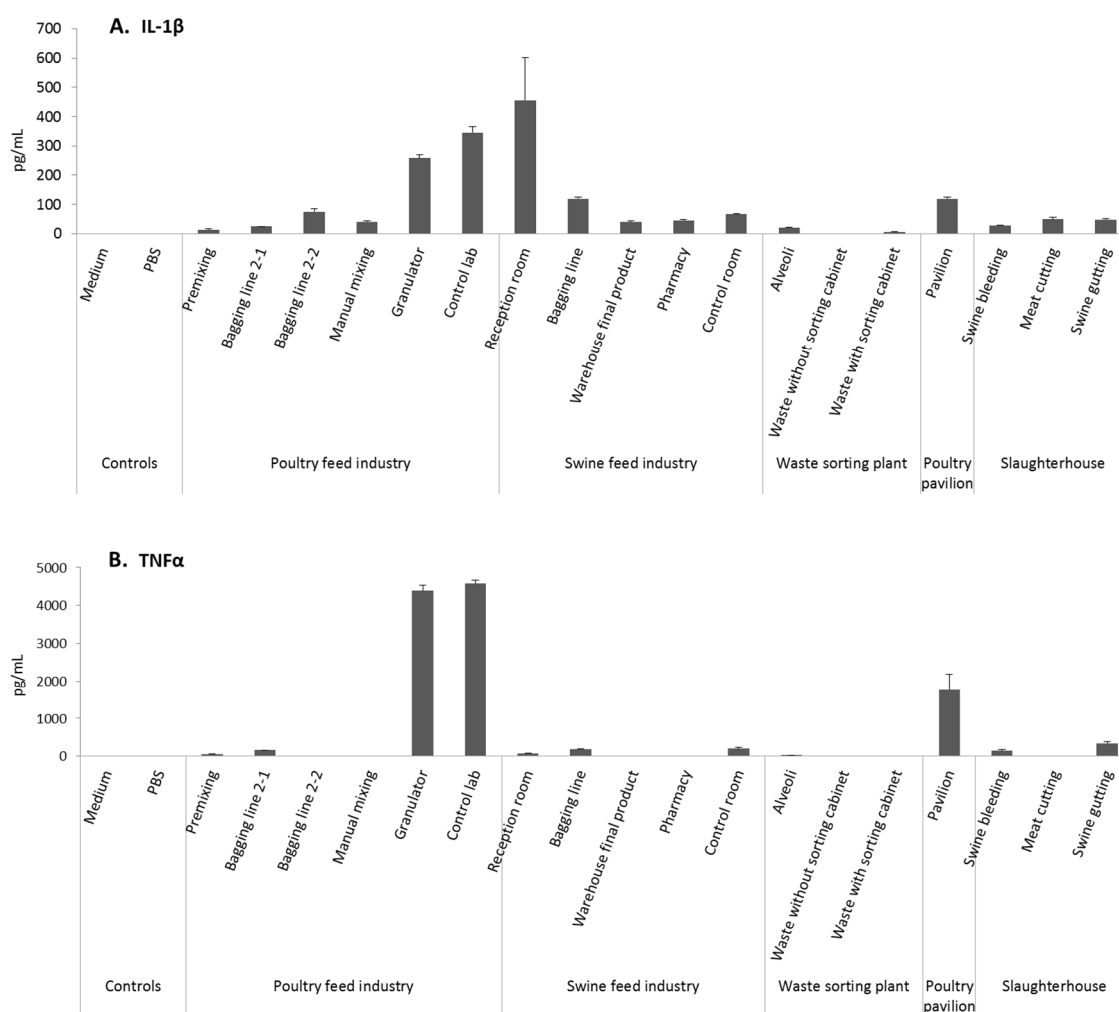 A. IL-1β
700
600
500
400
300
200
100
0
pg/mL
Medium
PBS
Premixing
Bagging line 2-1
Bagging line 2-2
Manual mixing
Granulator
Control lab
Reception room
Bagging line
Warehouse final product
Pharmacy
Control room
Alveoli
Waste without sorting cabinet
Waste with sorting cabinet
Pavilion
Swine bleeding
Meat cutting
Swine gutting
Controls
Poultry feed industry
Swine feed industry
Waste sorting plant
Poultry
pavilion
Slaughterhouse
B. TNFα
5000
4000
3000
2000
1000
0
pg/mL
Medium
PBS
Premixing
Bagging line 2-1
Bagging line 2-2
Manual mixing
Granulator
Control lab
Reception room
Bagging line
Warehouse final product
Pharmacy
Control room
Alveoli
Waste without sorting cabinet
Waste with sorting cabinet
Pavilion
Swine bleeding
Meat cutting
Swine gutting
Controls
Poultry feed industry
Swine feed industry
Waste sorting plant
Poultry
pavilion
Slaughterhouse